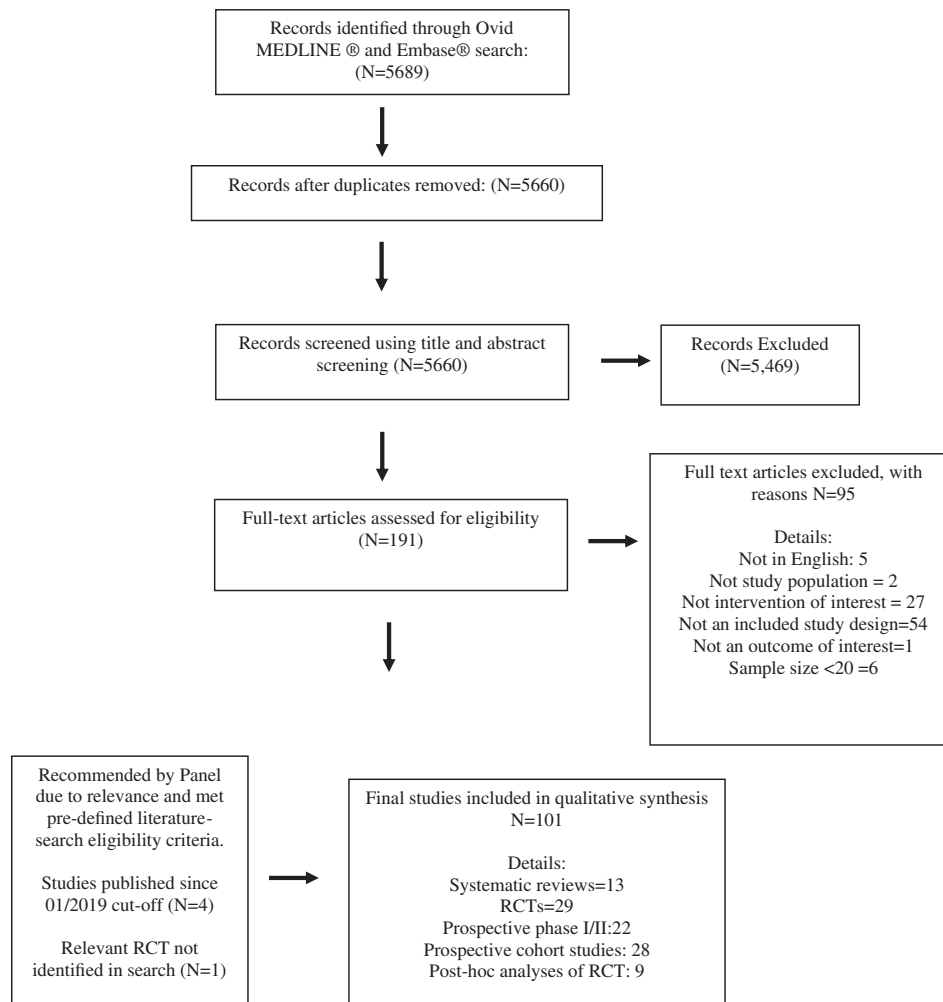 Records identified through Ovid
MEDLINE ® and Embase® search:
(N=5689)
Records after duplicates removed: (N=5660)
Records screened using title and abstract
screening (N=5660)
Records Excluded
(N=5,469)
Full-text articles assessed for eligibility
(N=191)
Full text articles excluded, with
reasons N=95
Details:
Not in English: 5
Not study population = 2
Not intervention of interest = 27
Not an included study design=54
Not an outcome of interest=1
Sample size <20 =6
Recommended by Panel
due to relevance and met
pre-defined literature-
search eligibility criteria.
Studies published since
01/2019 cut-off (N=4)
Relevant RCT not
identified in search (N=1)
Final studies included in qualitative synthesis
N=101
Details:
Systematic reviews=13
RCTs=29
Prospective phase I/II:22
Prospective cohort studies: 28
Post-hoc analyses of RCT: 9